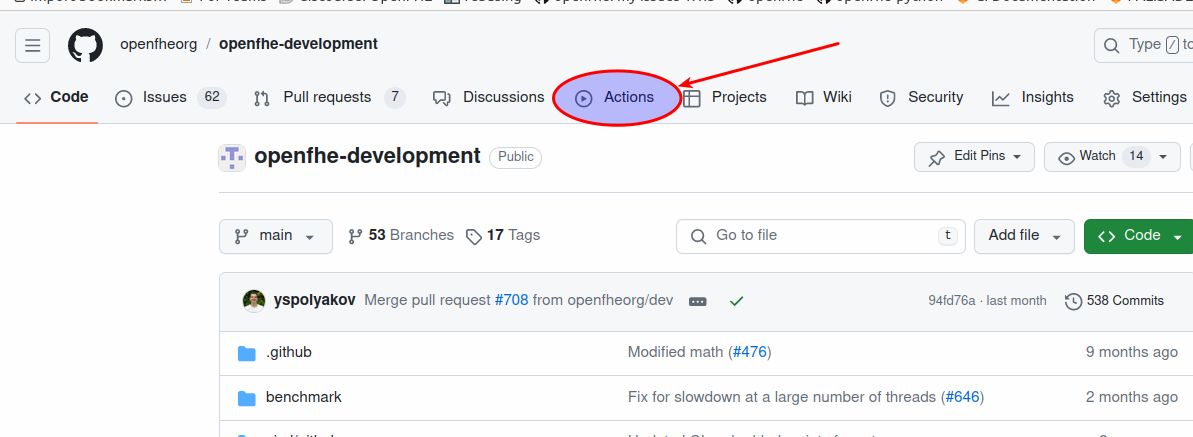 openfheorg / openfhe-development
Type / to
Code Issues 62 Pull requests 7 Discussions Actions Projects Wiki Security Insights Settings
openfhe-development Public
Edit Pins Watch 14
main 53 Branches 17 Tags Go to file t Add file Code
yspolyakov Merge pull request #708 from openfheorg/dev 94fd76a · last month 538 Commits
.github Modified math (#476) 9 months ago
benchmark Fix for slowdown at a large number of threads (#646) 2 months ago